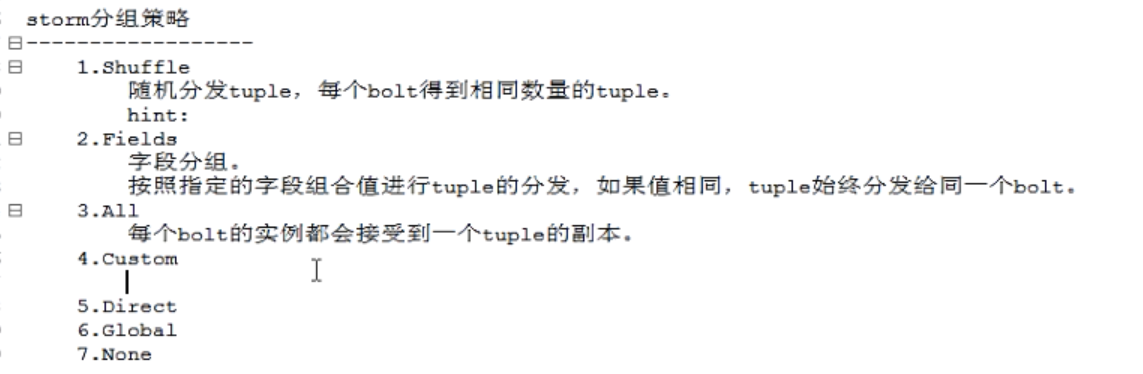 storm分组策略
------------------
1.Shuffle
随机分发tuple，每个bolt得到相同数量的tuple。
hint:
2.Fields
字段分组。
按照指定的字段组合值进行tuple的分发，如果值相同，tuple始终分发给同一个bolt。
3.All
每个bolt的实例都会接受到一个tuple的副本。
4.Custom
5.Direct
6.Global
7.None